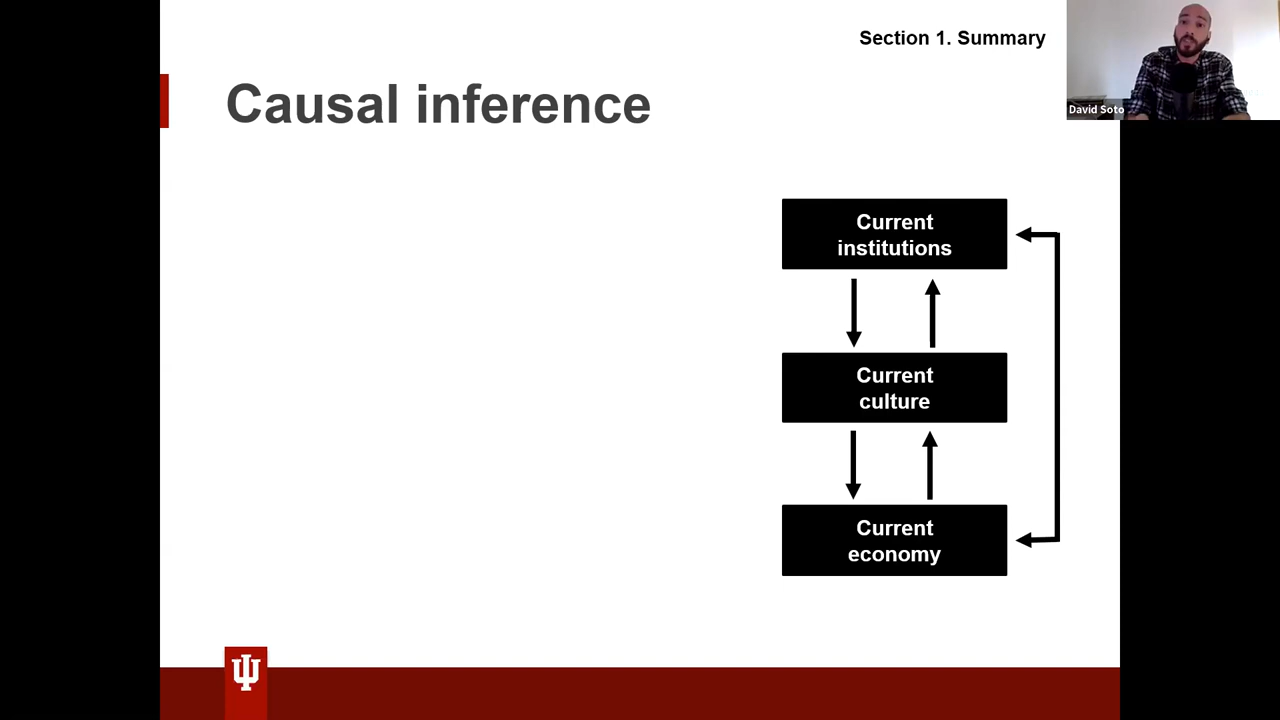 Section 1. Summary
David Soto
Causal inference
Current
institutions
Current
culture
Current
economy